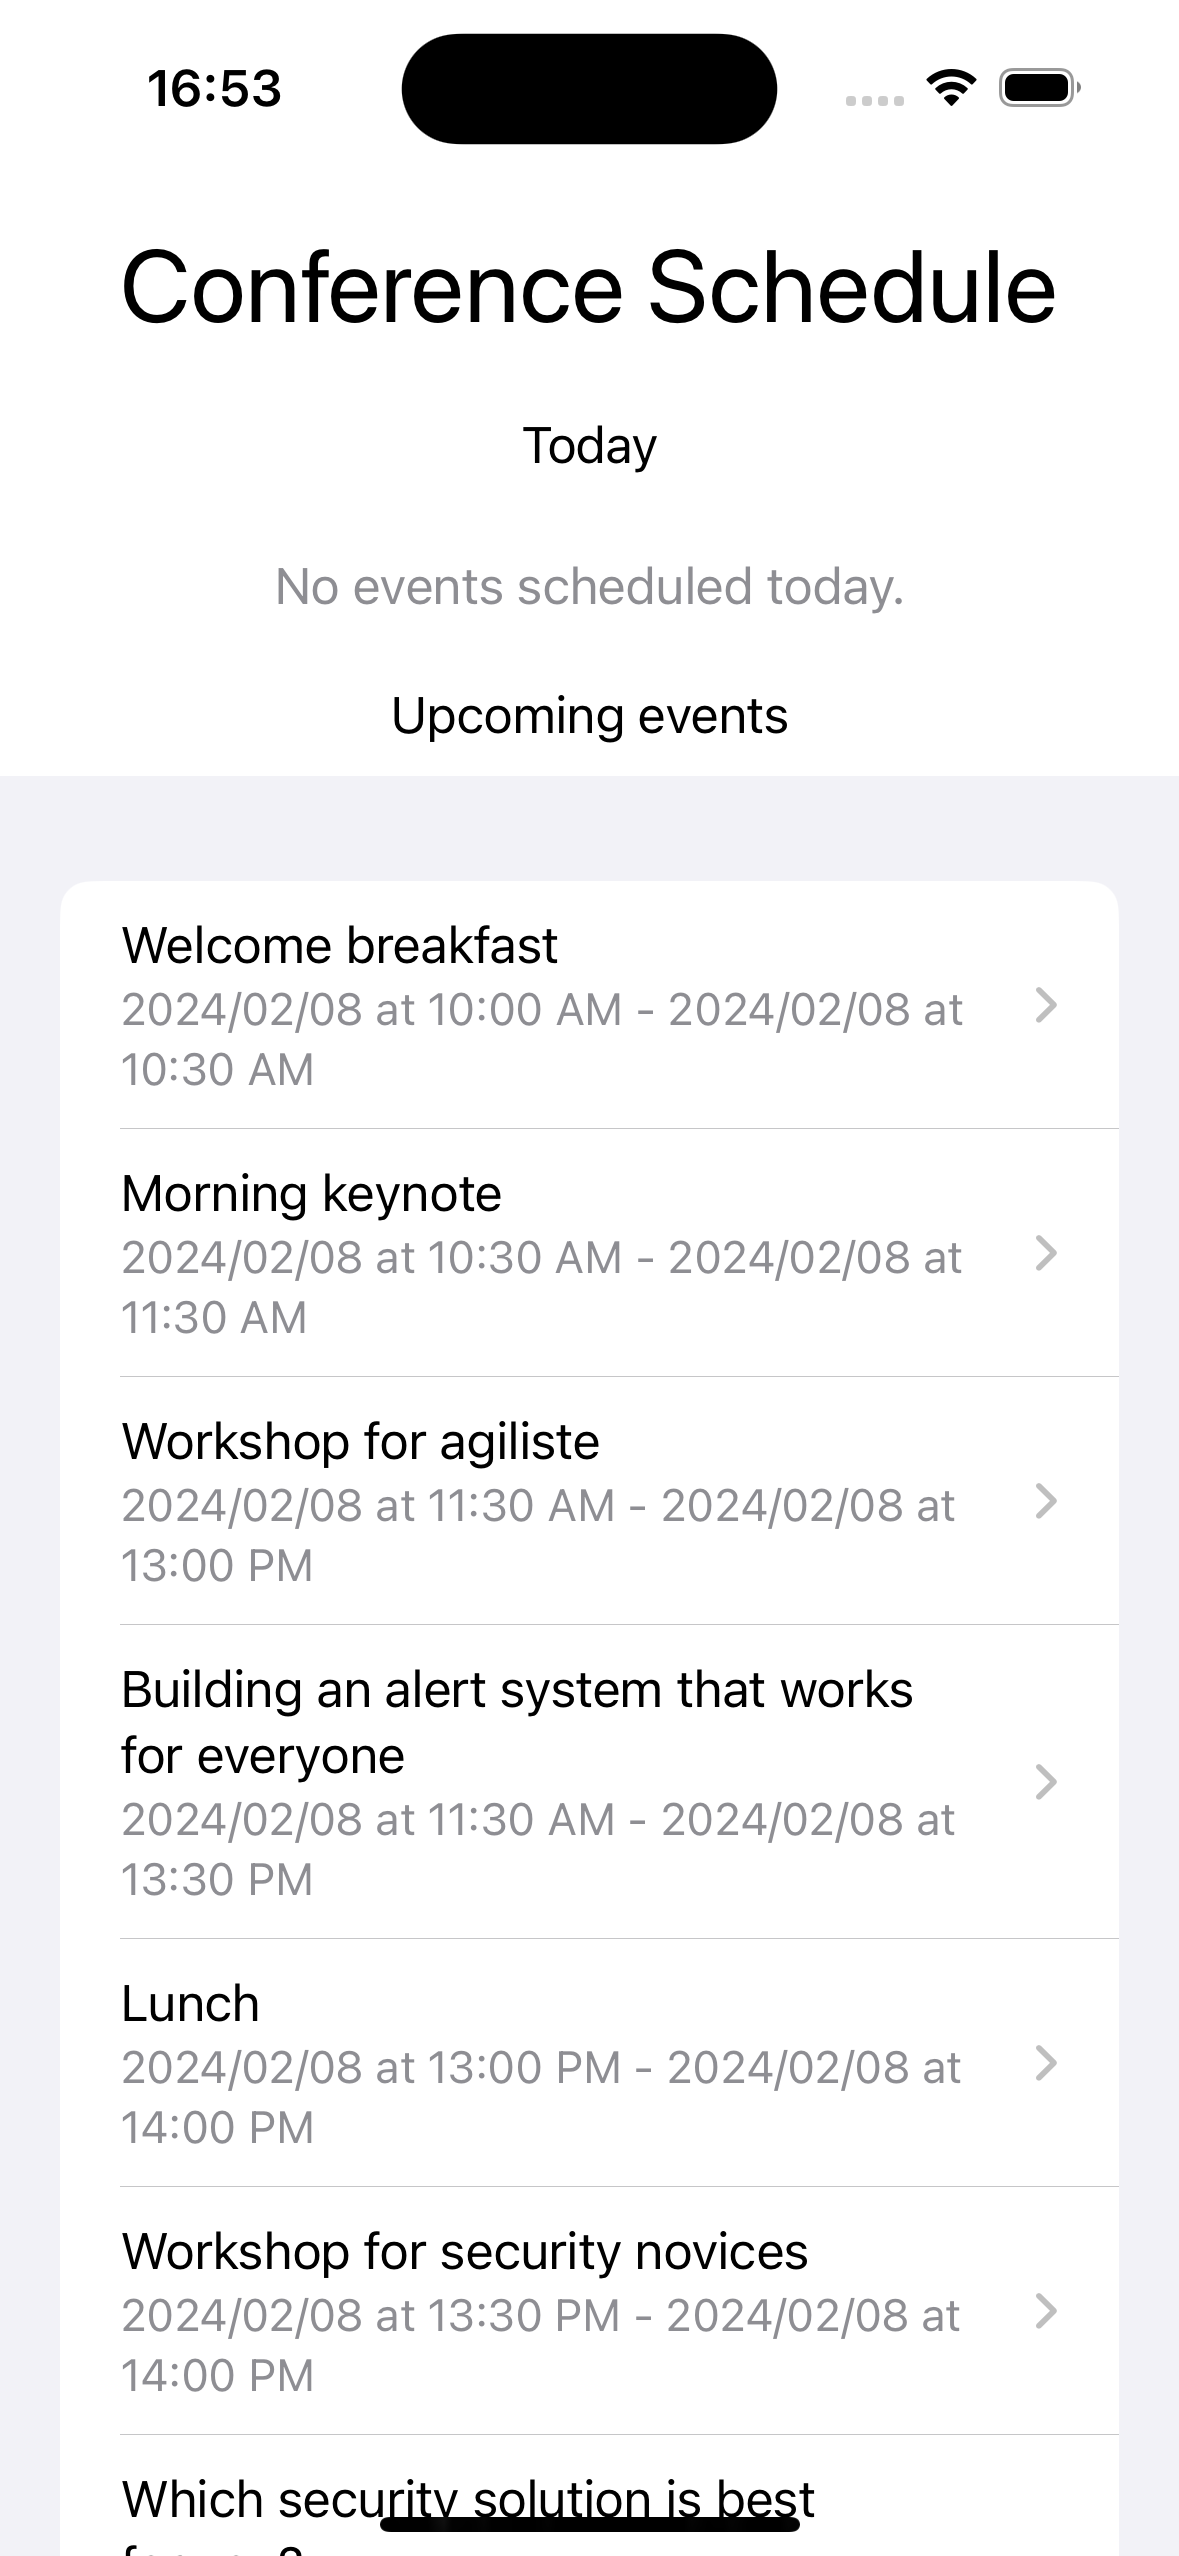 16:53
Conference Schedule
Today
No events scheduled today.
Upcoming events
Welcome breakfast
2024/02/08 at 10:00 AM - 2024/02/08 at
10:30 AM
Morning keynote
2024/02/08 at 10:30 AM - 2024/02/08 at
11:30 AM
Workshop for agiliste
2024/02/08 at 11:30 AM - 2024/02/08 at
13:00 PM
Building an alert system that works
for everyone
2024/02/08 at 11:30 AM - 2024/02/08 at
13:30 PM
Lunch
2024/02/08 at 13:00 PM - 2024/02/08 at
14:00 PM
Workshop for security novices
2024/02/08 at 13:30 PM - 2024/02/08 at
14:00 PM
Which security solution is best